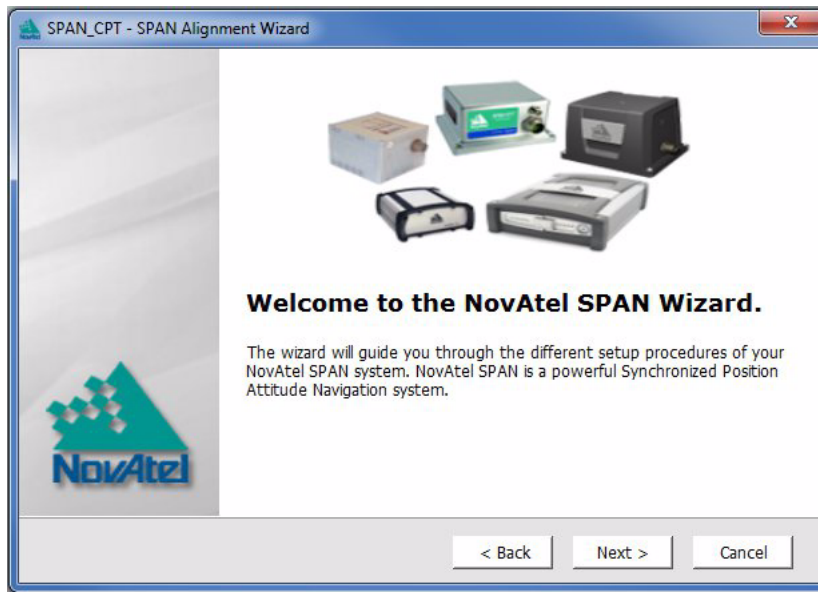 SPAN_CPT - SPAN Alignment Wizard
Welcome to the NovAtel SPAN Wizard.
The wizard will guide you through the different setup procedures of your
NovAtel SPAN system. NovAtel SPAN is a powerful Synchronized Position
Attitude Navigation system.
NovAtel
< Back
Next >
Cancel